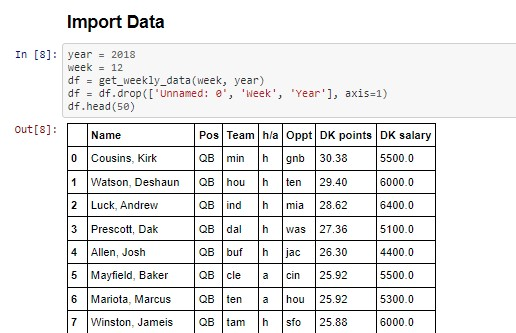 Import Data
In [8]: year = 2018
week = 12
df = get_weekly_data(week, year)
df = df.drop(['Unnamed: 0', 'Week', 'Year'], axis=1)
df.head(50)
Out[8]: Name Pos Team h/a Oppt DK points DK salary
0 Cousins, Kirk QB min h gnb 30.38 5500.0
1 Watson, Deshaun QB hou h ten 29.40 6000.0
2 Luck, Andrew QB ind h mia 28.62 6400.0
3 Prescott, Dak QB dal h was 27.36 5100.0
4 Allen, Josh QB buf h jac 26.30 4400.0
5 Mayfield, Baker QB cle a cin 25.92 5500.0
6 Mariota, Marcus QB ten a hou 25.92 5300.0
7 Winston, Jameis QB tam h sfo 25.88 6000.0